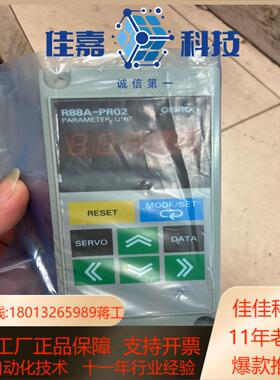 佳嘉 科技
诚信第一
R88A-PR02 OMRON
PARAMETER UNIT
RESET
MODE/SET
SERVO
DATA
线:18013265989蒋工
佳佳科
工厂正品保障 支持开票
11年老
动化技术 十一年行业经验
爆款推